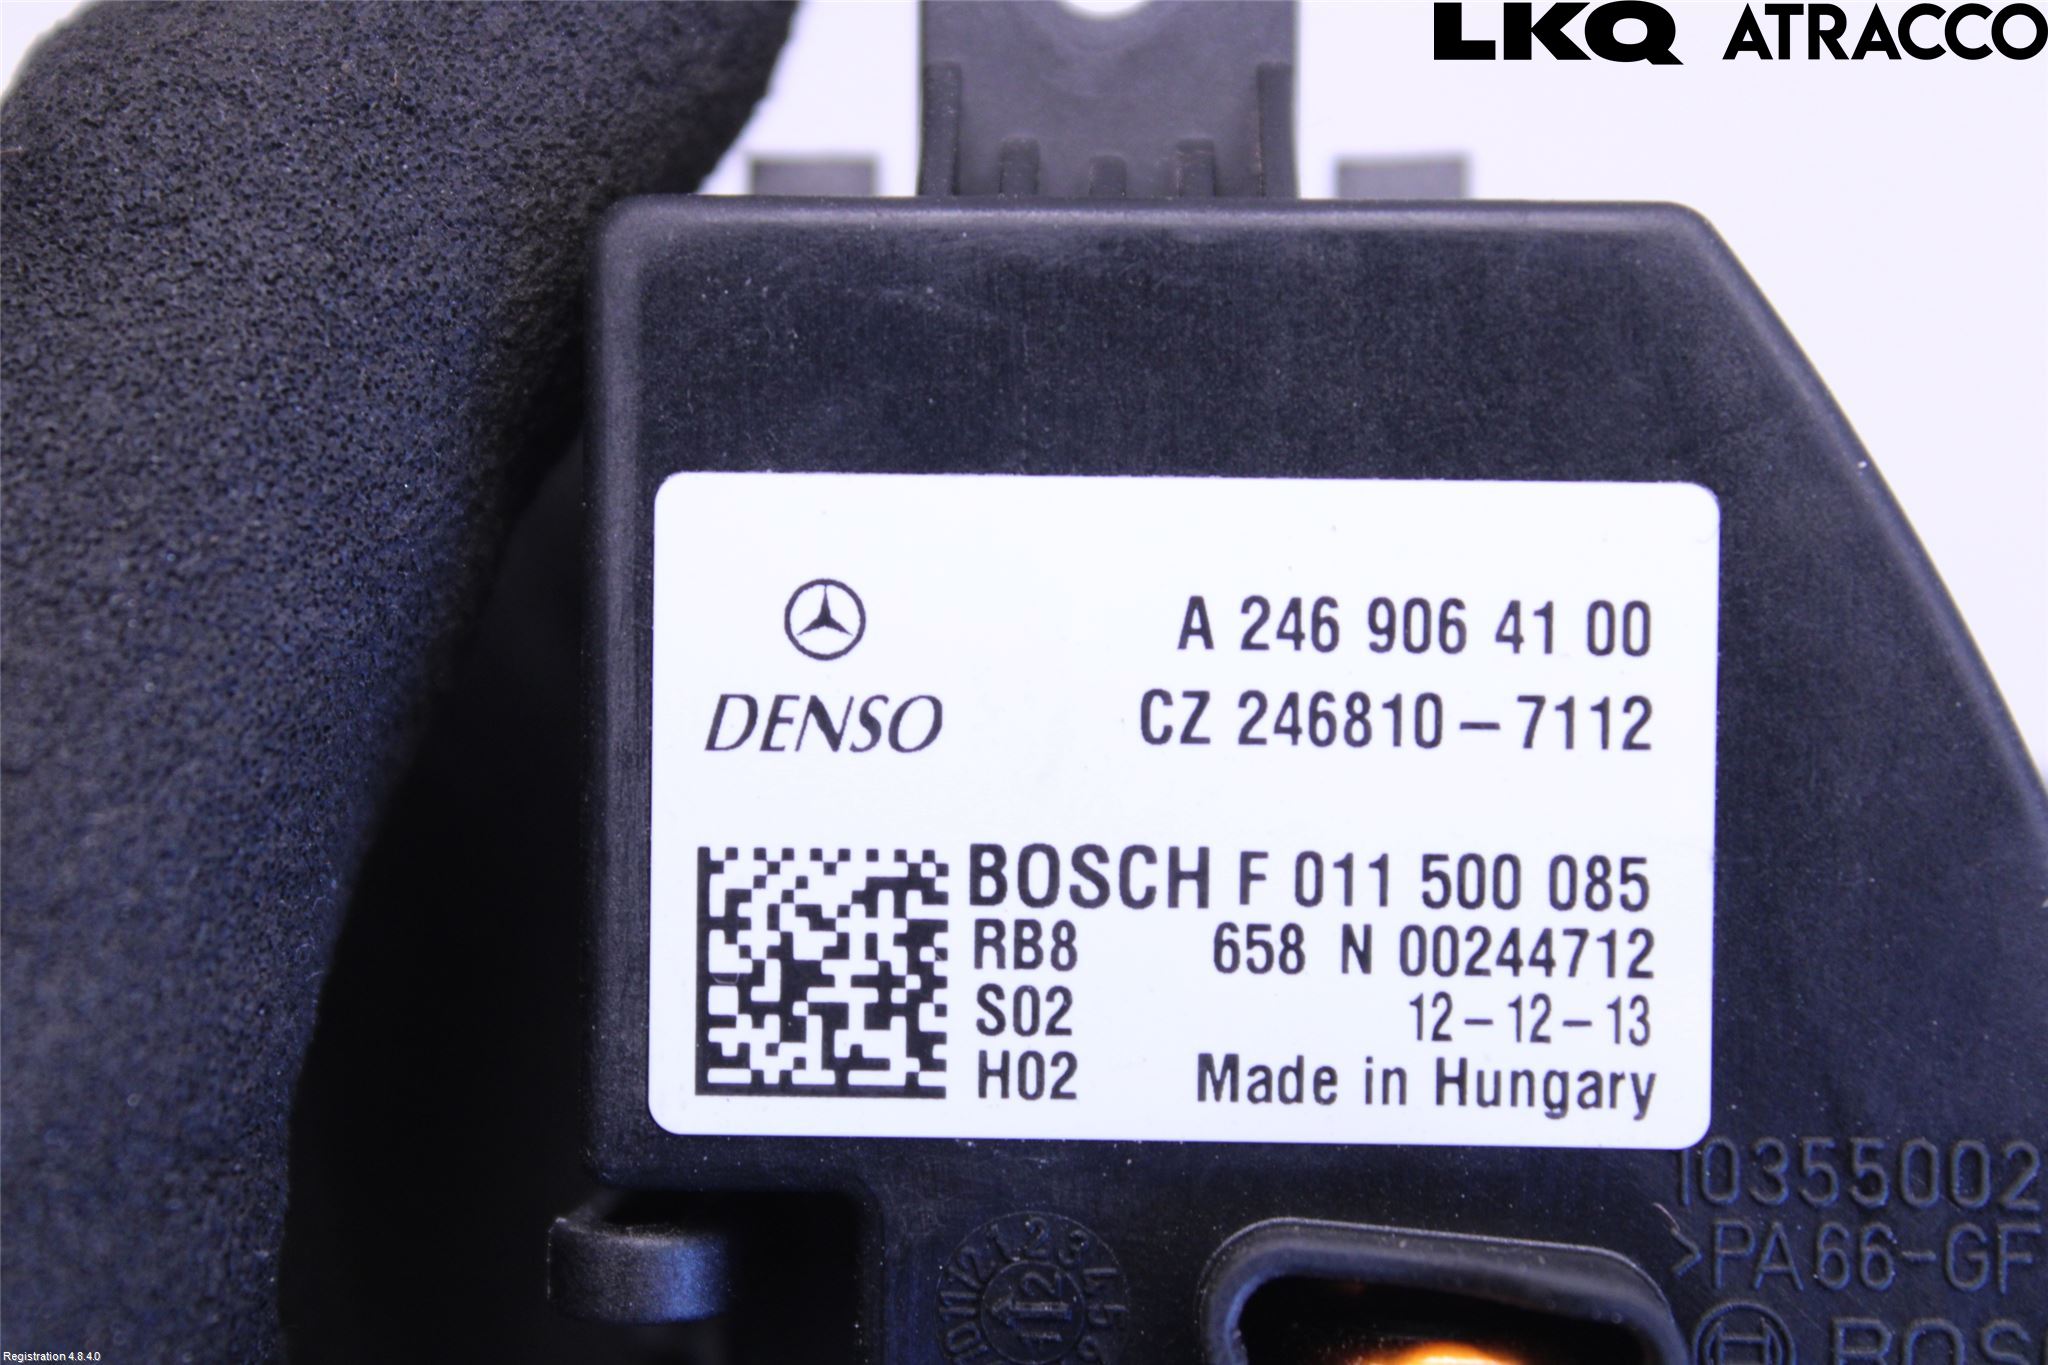 LKQ ATRACCO
A 246 906 41 00
DENSO CZ 246810-7112
BOSCH F 011 500 085
RB8 658 N 00244712
S02 12-12-13
H02 Made in Hungary
10355002
>PA66-GF
Registration 4.8.4.0